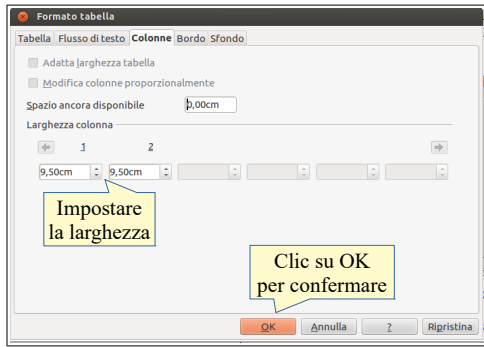 Formato tabella
Tabella Flusso di testo Colonne Bordo Sfondo
Adatta larghezza tabella
Modifica colonne proporzionalmente
Spazio ancora disponibile 0,00cm
Larghezza colonna
1 2
9,50cm 9,50cm
Impostare
la larghezza
Clic su OK
per confermare
OK Annulla ? Ripristina